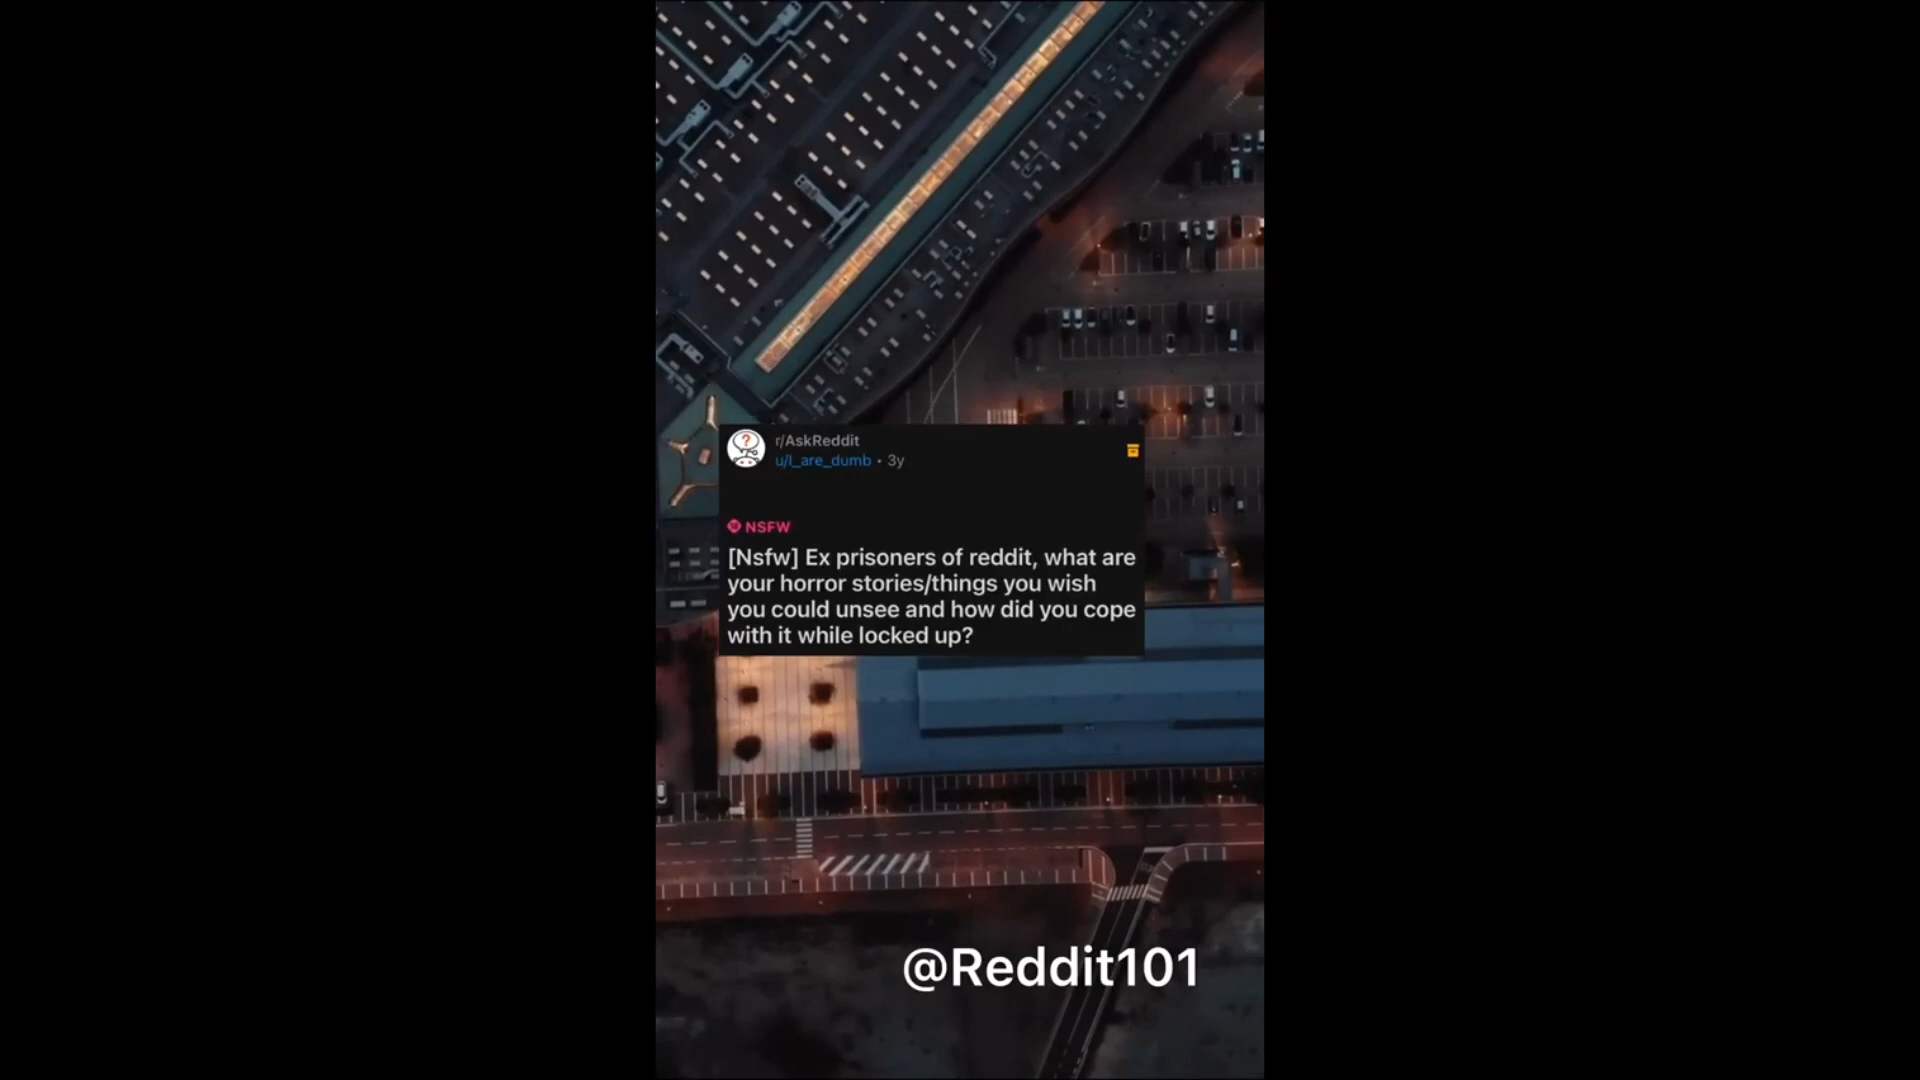 r/AskReddit
u/I_are_dumb • 3y
NSFW
[Nsfw] Ex prisoners of reddit, what are
your horror stories/things you wish
you could unsee and how did you cope
with it while locked up?
@Reddit101